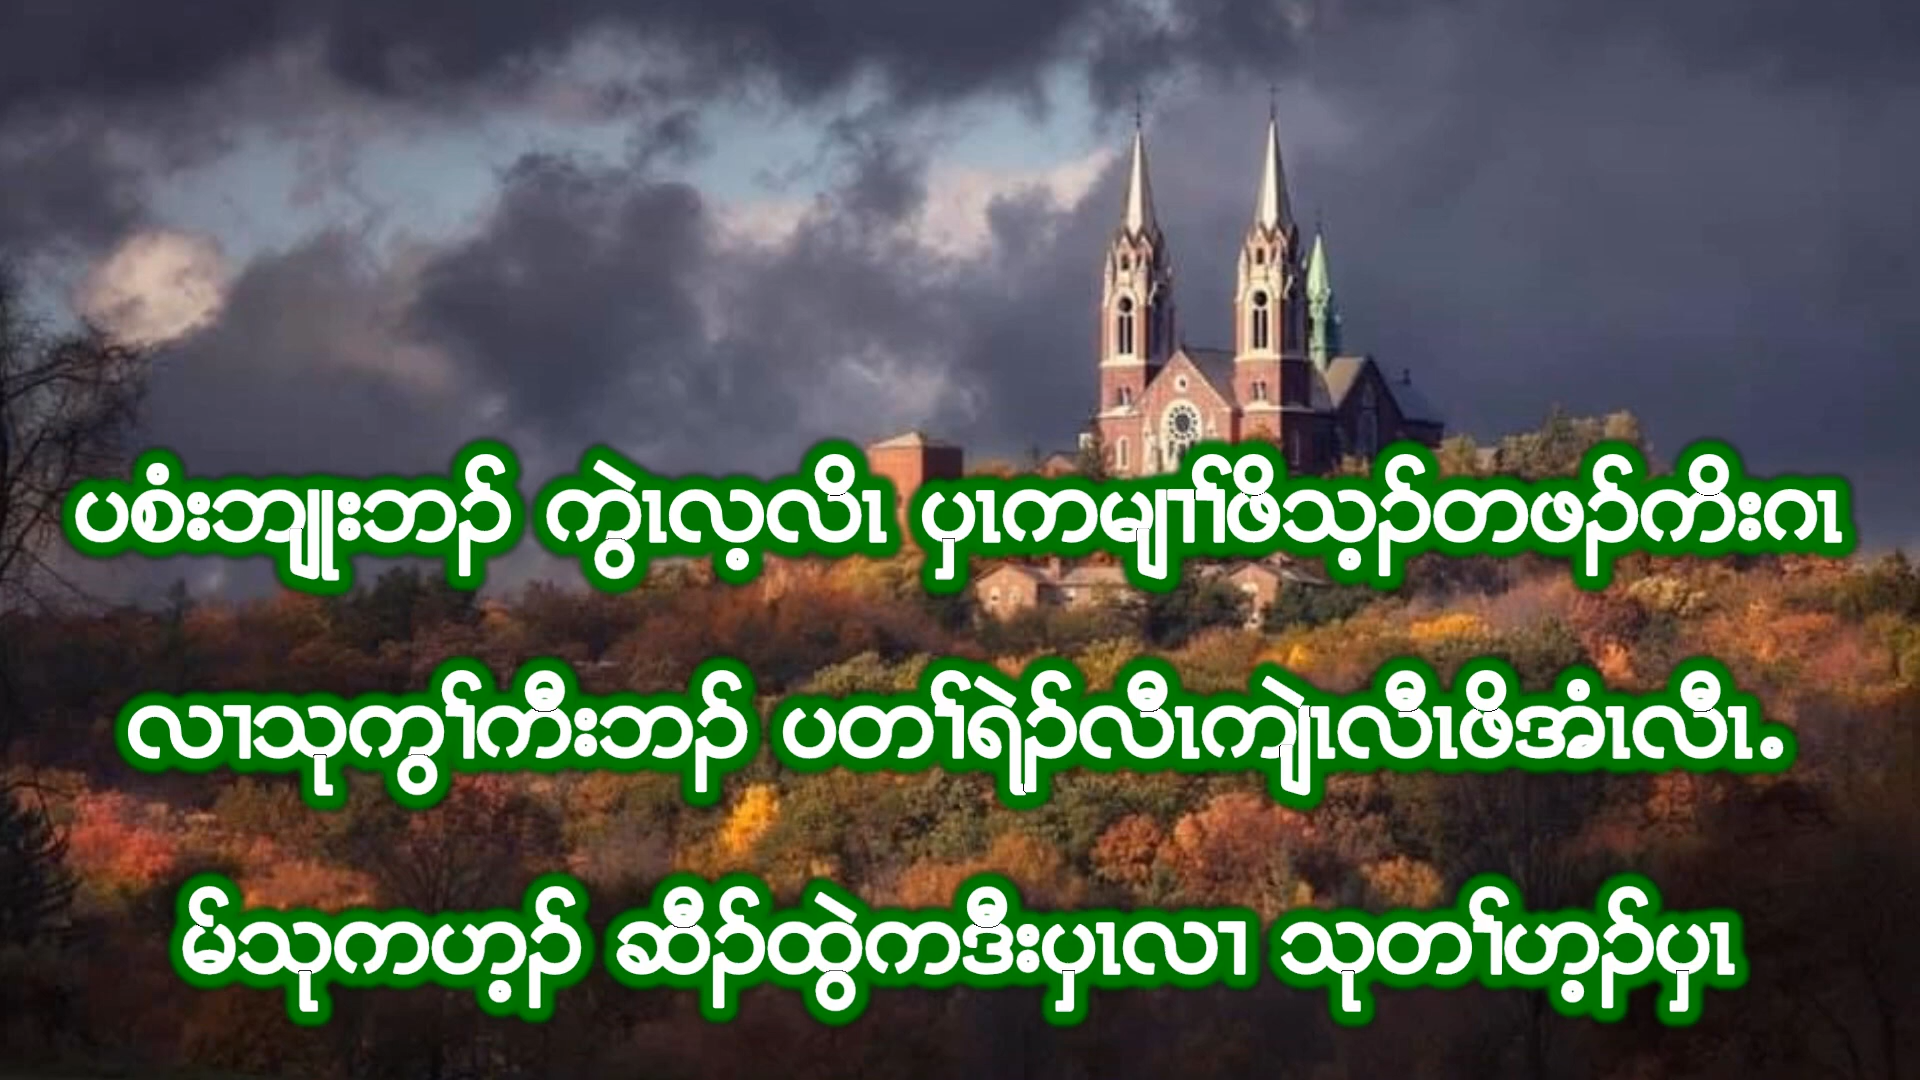 ပစံးဘျုးဘၣ် ကွဲၤလ့လိၤ ပှၤကမျၢၢ်ဖိသ့ၣ်တဖၣ်ကိးဂၤ
လၢသုကွၢ်ကီးဘၣ် ပတၢ်ရဲၣ်လီၤကျဲၤလီၤဖိအံၤလီၤ.
မ်သုကဟ့ၣ် ဆီၣ်ထွဲကဒီးပှၤလၢ သုတၢ်ဟ့ၣ်ပှၤ